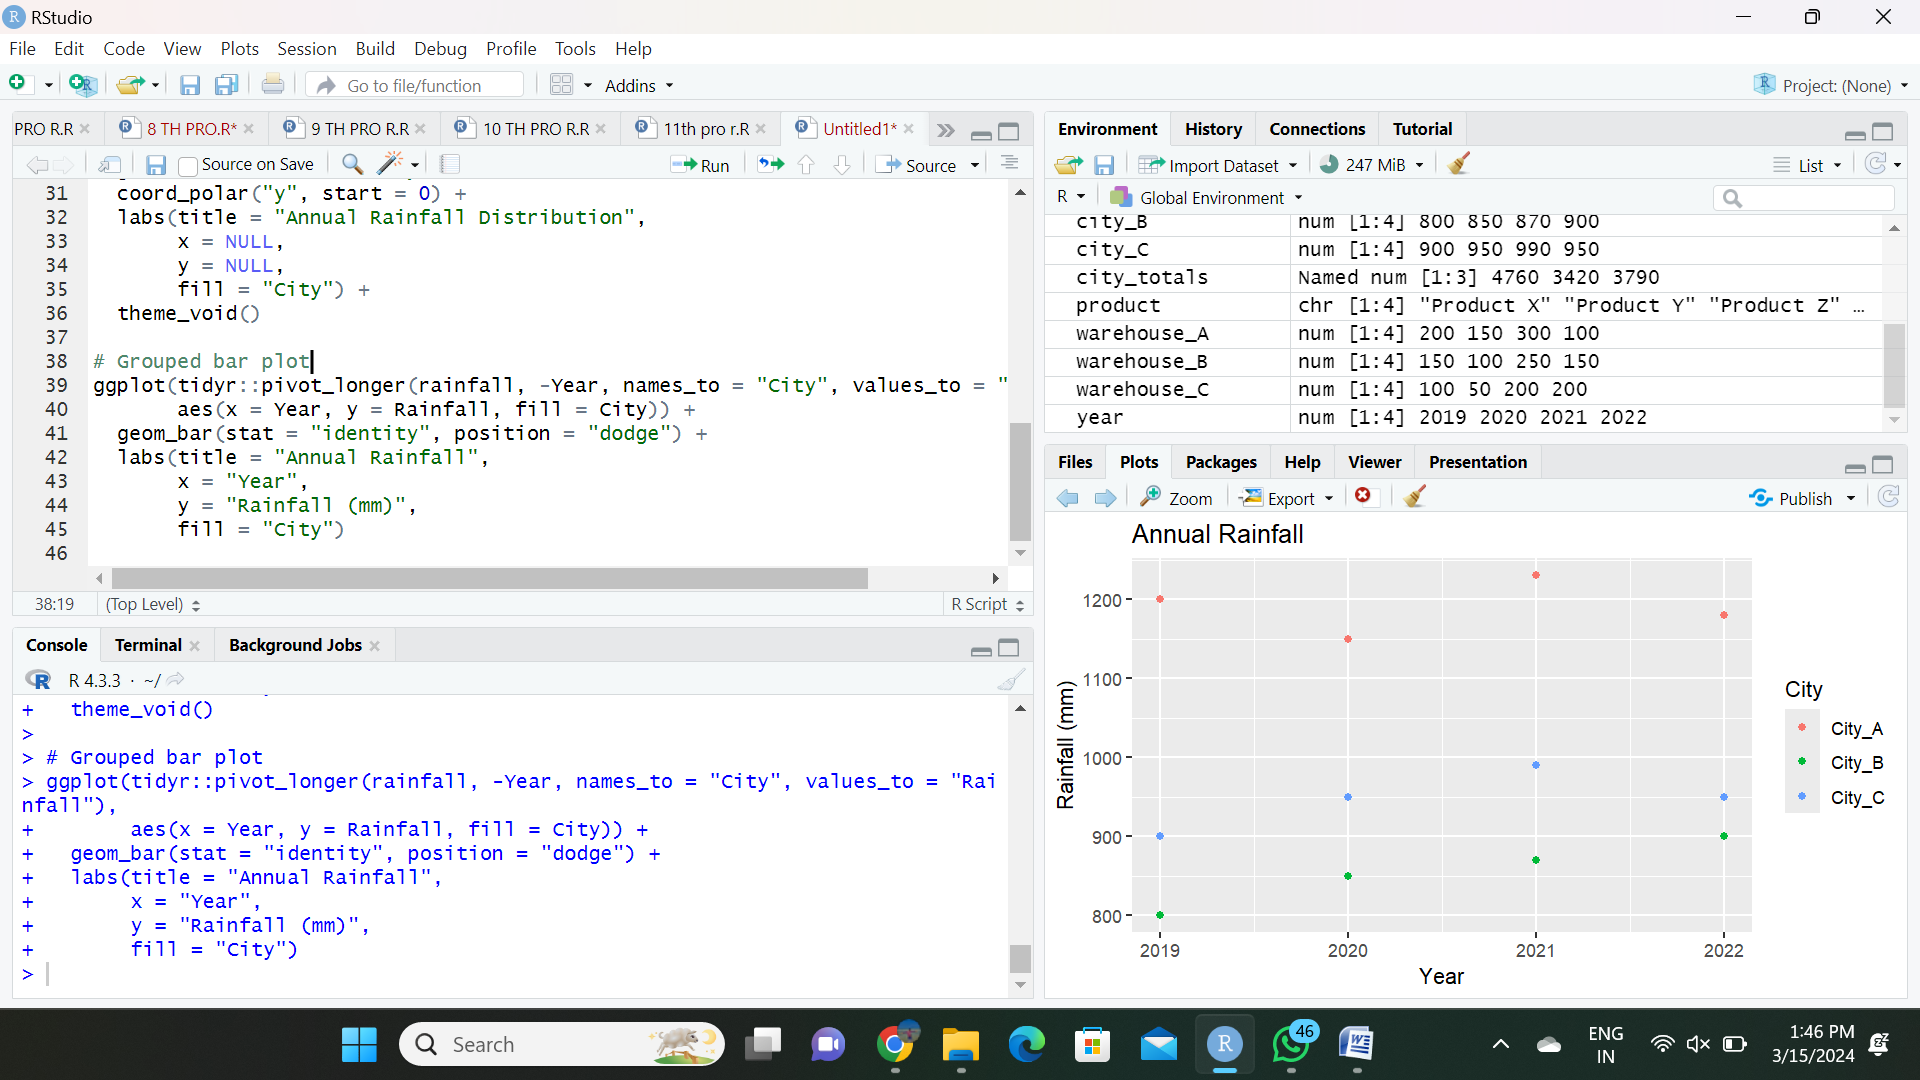 RStudio
File Edit Code View Plots Session Build Debug Profile Tools Help
Go to file/function Addins Project: (None)
PRO R.R 8 TH PRO.R* 9 TH PRO R.R 10 TH PRO R.R 11th pro r.R Untitled1*
Source on Save Run Source
31 coord_polar("y", start = 0) +
32 labs(title = "Annual Rainfall Distribution",
33 x = NULL,
34 y = NULL,
35 fill = "City") +
36 theme_void()
37
38 # Grouped bar plot
39 ggplot(tidyr::pivot_longer(rainfall, -Year, names_to = "City", values_to = "
40 aes(x = Year, y = Rainfall, fill = City)) +
41 geom_bar(stat = "identity", position = "dodge") +
42 labs(title = "Annual Rainfall",
43 x = "Year",
44 y = "Rainfall (mm)",
45 fill = "City")
46
38:19 (Top Level) R Script
Console Terminal Background Jobs
R 4.3.3 · ~/
+ theme_void()
>
> # Grouped bar plot
> ggplot(tidyr::pivot_longer(rainfall, -Year, names_to = "City", values_to = "Rai
nfall"),
+ aes(x = Year, y = Rainfall, fill = City)) +
+ geom_bar(stat = "identity", position = "dodge") +
+ labs(title = "Annual Rainfall",
+ x = "Year",
+ y = "Rainfall (mm)",
+ fill = "City")
>
Environment History Connections Tutorial
Import Dataset 247 MiB List
R Global Environment
city_B num [1:4] 800 850 870 900
city_C num [1:4] 900 950 990 950
city_totals Named num [1:3] 4760 3420 3790
product chr [1:4] "Product X" "Product Y" "Product Z" …
warehouse_A num [1:4] 200 150 300 100
warehouse_B num [1:4] 150 100 250 150
warehouse_C num [1:4] 100 50 200 200
year num [1:4] 2019 2020 2021 2022
Files Plots Packages Help Viewer Presentation
Zoom Export Publish
Annual Rainfall
1200
1100
1000
900
800
Rainfall (mm)
2019 2020 2021 2022
Year
City
City_A
City_B
City_C
Search
46
ENG
IN
1:46 PM
3/15/2024